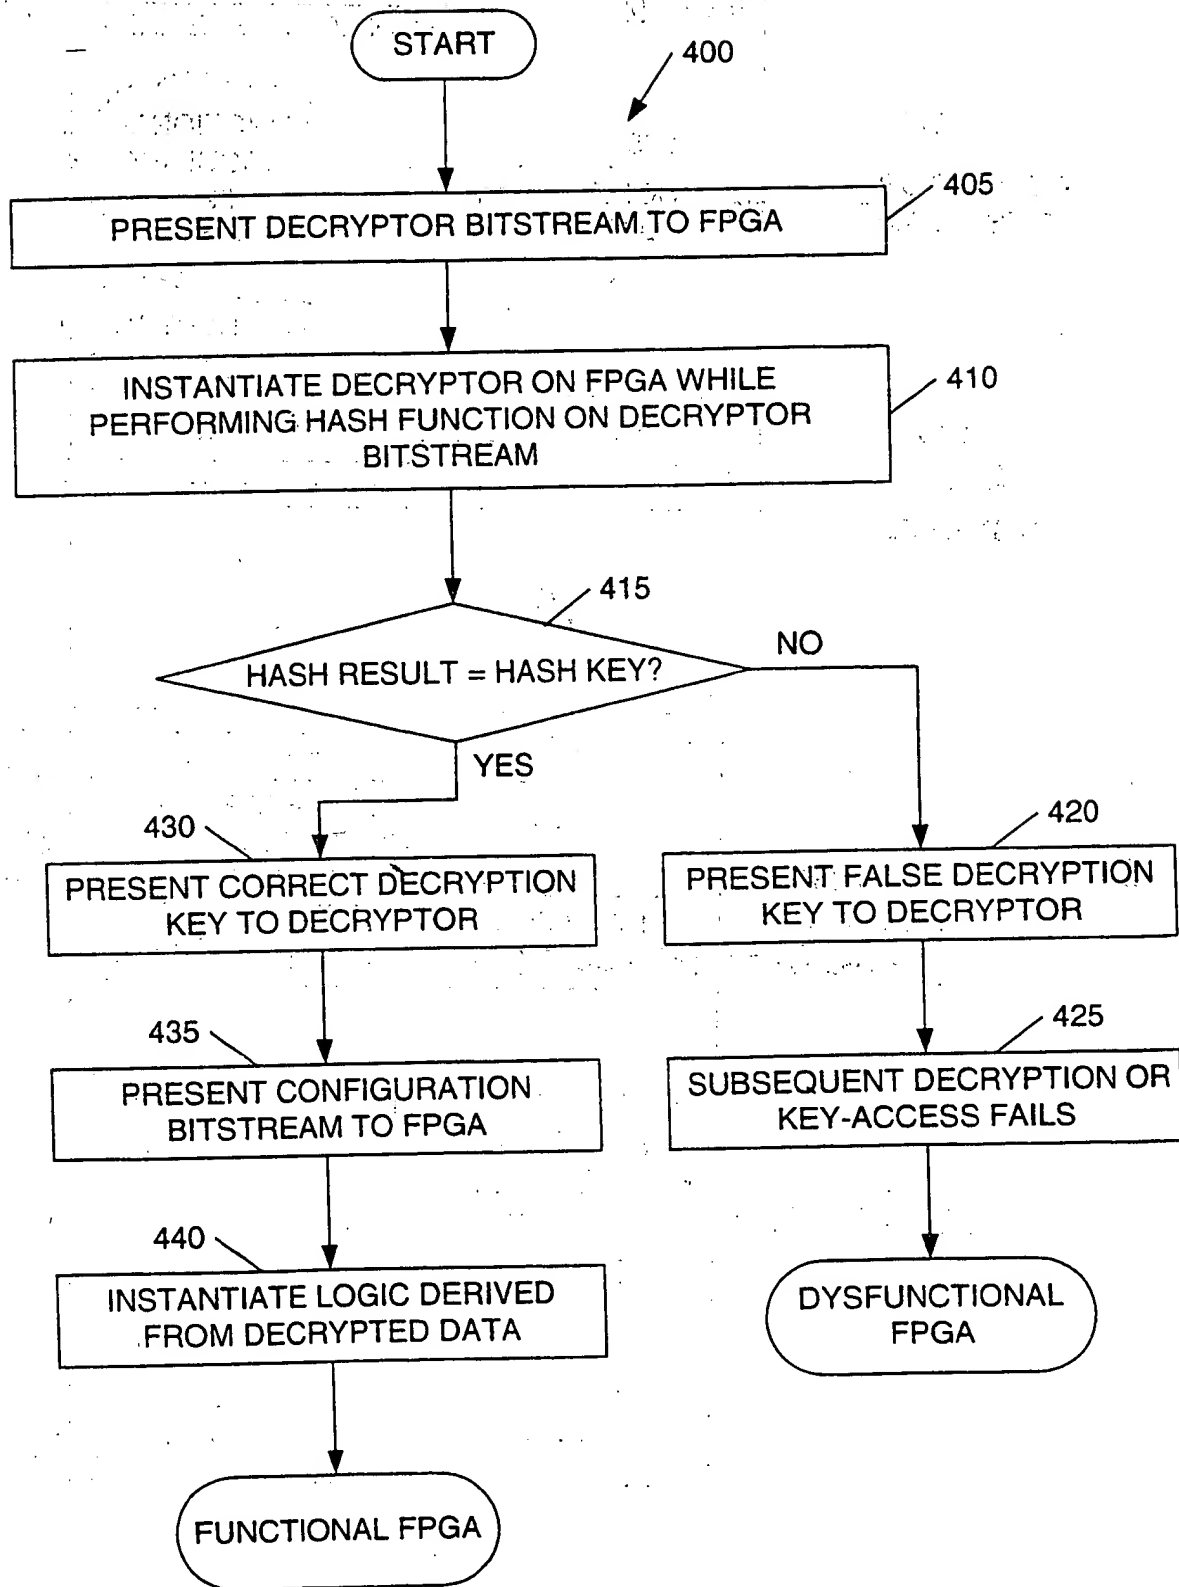 START
400
405
PRESENT DECRYPTOR BITSTREAM TO FPGA
INSTANTIATE DECRYPTOR ON FPGA WHILE
PERFORMING HASH FUNCTION ON DECRYPTOR
BITSTREAM
410
415
HASH RESULT = HASH KEY?
NO
YES
430
PRESENT CORRECT DECRYPTION
KEY TO DECRYPTOR
420
PRESENT FALSE DECRYPTION
KEY TO DECRYPTOR
435
PRESENT CONFIGURATION
BITSTREAM TO FPGA
425
SUBSEQUENT DECRYPTION OR
KEY-ACCESS FAILS
440
INSTANTIATE LOGIC DERIVED
FROM DECRYPTED DATA
DYSFUNCTIONAL
FPGA
FUNCTIONAL FPGA